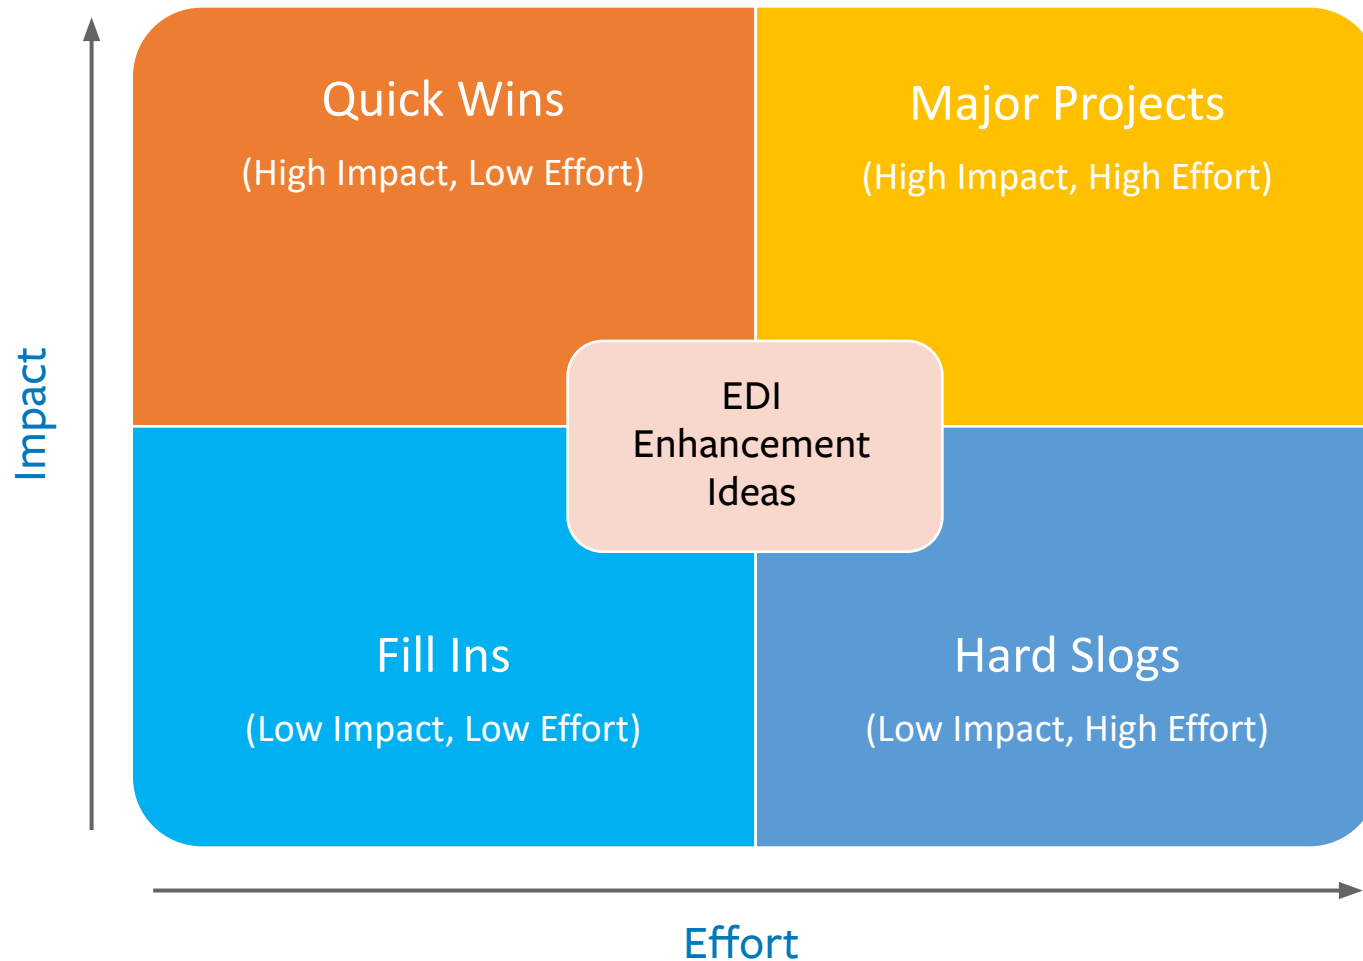 Quick Wins
(High Impact, Low Effort)
Major Projects
(High Impact, High Effort)
Impact
EDI
Enhancement
Ideas
Fill Ins
(Low Impact, Low Effort)
Hard Slogs
(Low Impact, High Effort)
Effort